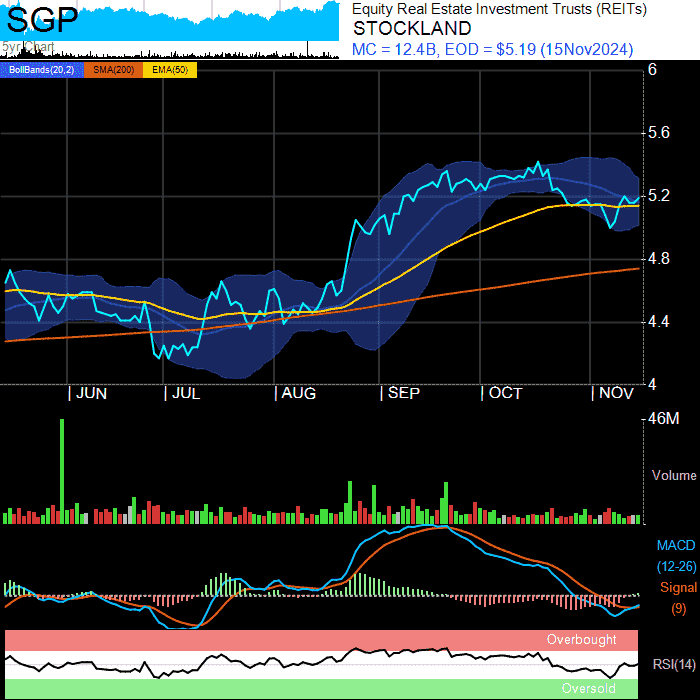 SGP
5yr Chart
Equity Real Estate Investment Trusts (REITs)
STOCKLAND
MC = 12.4B, EOD = $5.19 (15Nov2024)
BollBands(20,2) SMA(200) EMA(50)
6
5.6
5.2
4.8
4.4
4
JUN JUL AUG SEP OCT NOV
46M
Volume
MACD
(12-26)
Signal
(9)
Overbought
RSI(14)
Oversold